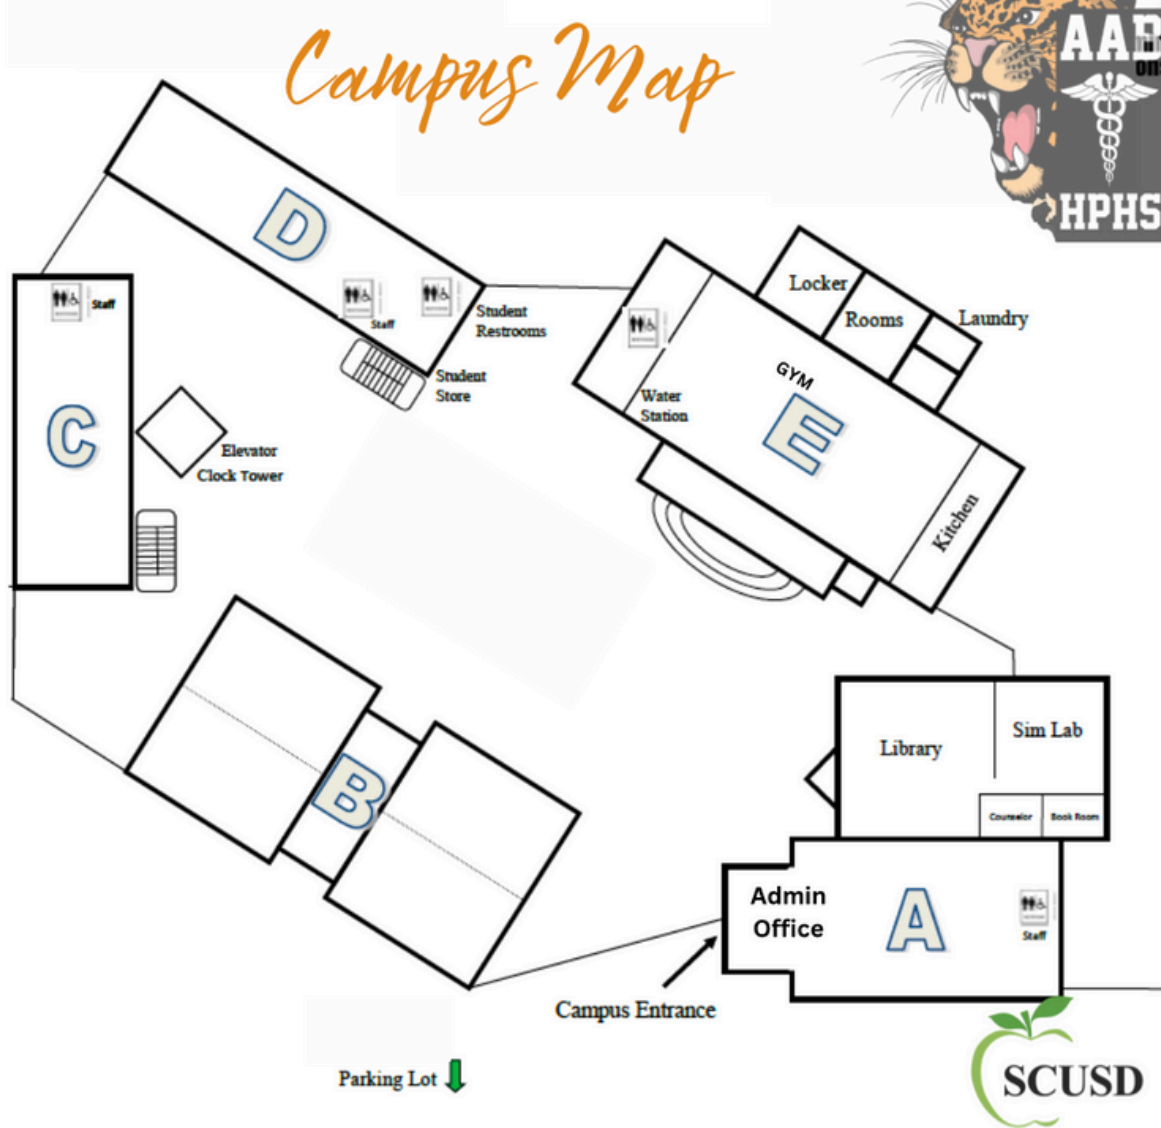 Campus Map
HPHS
D
Staff
Student
Restrooms
Student
Store
Staff
C
Elevator
Clock Tower
Locker
Rooms
Laundry
GYM
E
Water
Station
Kitchen
B
Library
Sim Lab
Counselor
Book Room
Admin
Office
A
Staff
Campus Entrance
Parking Lot
SCUSD